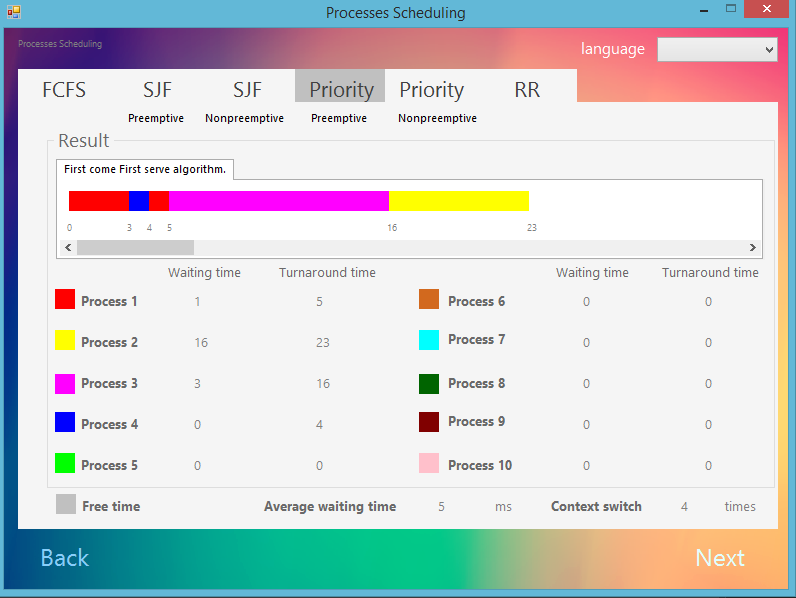 Processes Scheduling
Processes Scheduling
language
FCFS SJF SJF Priority Priority RR
Preemptive Nonpreemptive Preemptive Nonpreemptive
Result
First come First serve algorithm.
0 3 4 5 16 23
Waiting time Turnaround time Waiting time Turnaround time
Process 1 1 5 Process 6 0 0
Process 2 16 23 Process 7 0 0
Process 3 3 16 Process 8 0 0
Process 4 0 4 Process 9 0 0
Process 5 0 0 Process 10 0 0
Free time Average waiting time 5 ms Context switch 4 times
Back Next